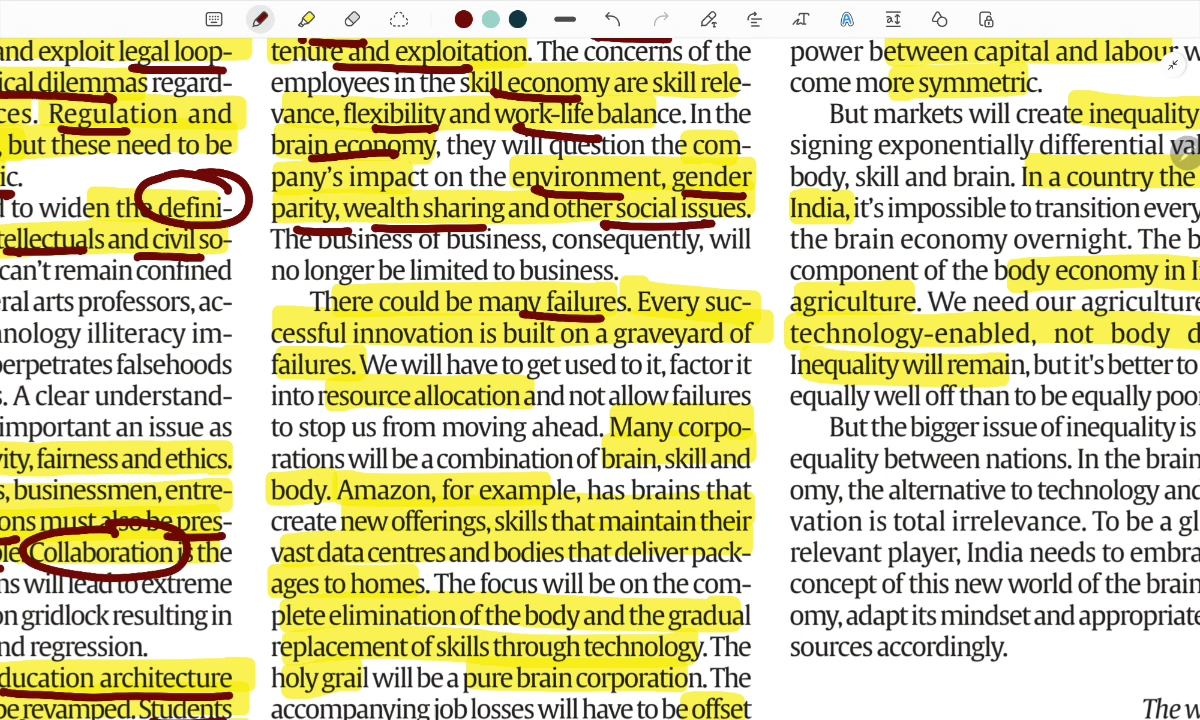 and exploit legal loop-
ical dilemmas regard-
ces. Regulation and
, but these need to be
ic.
d to widen the defini-
tellectuals and civil so-
can't remain confined
eral arts professors, ac-
hnology illiteracy im-
perpetrates falsehoods
s. A clear understand-
important an issue as
vity, fairness and ethics.
s, businessmen, entre-
ons must also be pres-
ple. Collaboration is the
ns will lead to extreme
on gridlock resulting in
nd regression.
ducation architecture
be revamped. Students
tenure and exploitation. The concerns of the
employees in the skill economy are skill rele-
vance, flexibility and work-life balance. In the
brain economy, they will question the com-
pany's impact on the environment, gender
parity, wealth sharing and other social issues.
The business of business, consequently, will
no longer be limited to business.
There could be many failures. Every suc-
cessful innovation is built on a graveyard of
failures. We will have to get used to it, factor it
into resource allocation and not allow failures
to stop us from moving ahead. Many corpo-
rations will be a combination of brain, skill and
body. Amazon, for example, has brains that
create new offerings, skills that maintain their
vast data centres and bodies that deliver pack-
ages to homes. The focus will be on the com-
plete elimination of the body and the gradual
replacement of skills through technology. The
holy grail will be a pure brain corporation. The
accompanying job losses will have to be offset
power between capital and labour w
come more symmetric.
But markets will create inequality
signing exponentially differential val
body, skill and brain. In a country the
India, it's impossible to transition every
the brain economy overnight. The b
component of the body economy in I
agriculture. We need our agriculture
technology-enabled, not body d
Inequality will remain, but it's better to
equally well off than to be equally poo
But the bigger issue of inequality is
equality between nations. In the brain
omy, the alternative to technology and
vation is total irrelevance. To be a gl
relevant player, India needs to embra
concept of this new world of the brain
omy, adapt its mindset and appropriate
sources accordingly.
The w